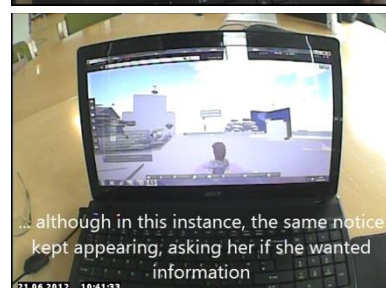 acer
... although in this instance, the same notice
kept appearing, asking her if she wanted
information
21.06.2012 10:41:33